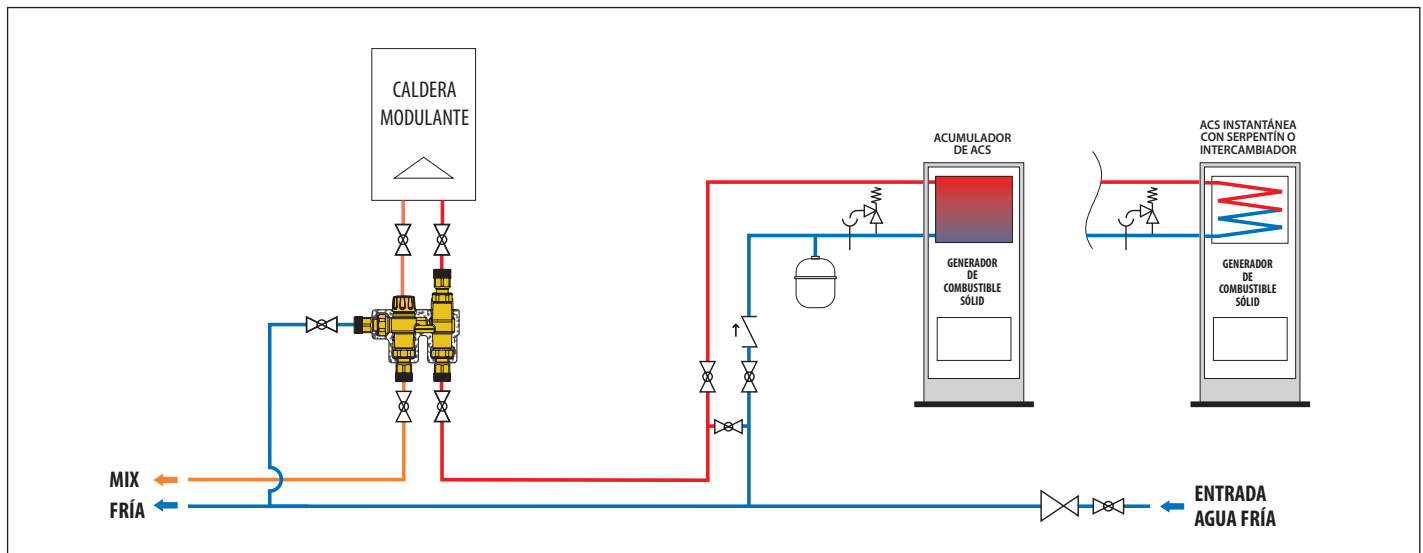 CALDERA
MODULANTE
ACUMULADOR
DE ACS
ACS INSTANTÁNEA
CON SERPENTÍN O
INTERCAMBIADOR
GENERADOR
DE
COMBUSTIBLE
SÓLID
GENERADOR
DE
COMBUSTIBLE
SÓLID
MIX
FRÍA
ENTRADA
AGUA FRÍA